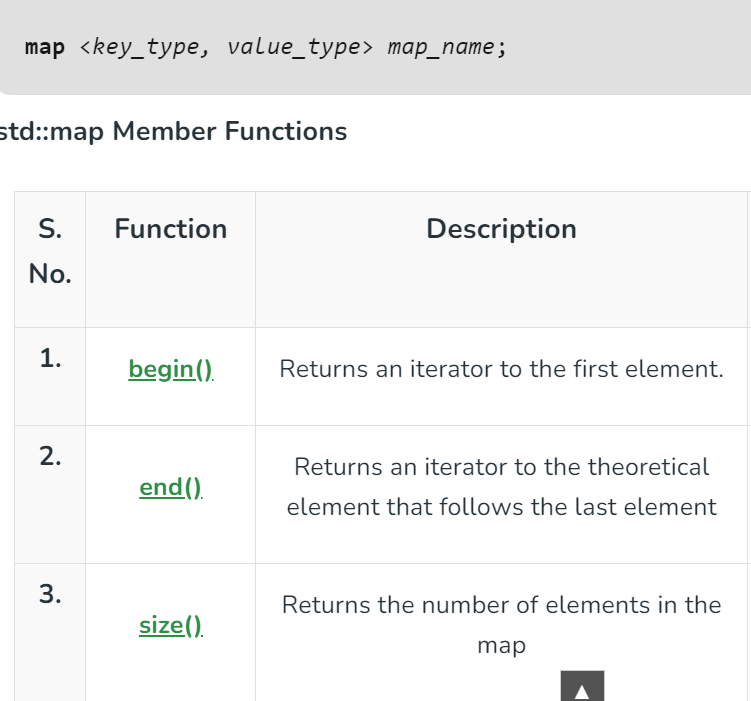 map <key_type, value_type> map_name;
std::map Member Functions
S.
No.
Function
Description
1.
begin()
Returns an iterator to the first element.
2.
end()
Returns an iterator to the theoretical
element that follows the last element
3.
size()
Returns the number of elements in the
map